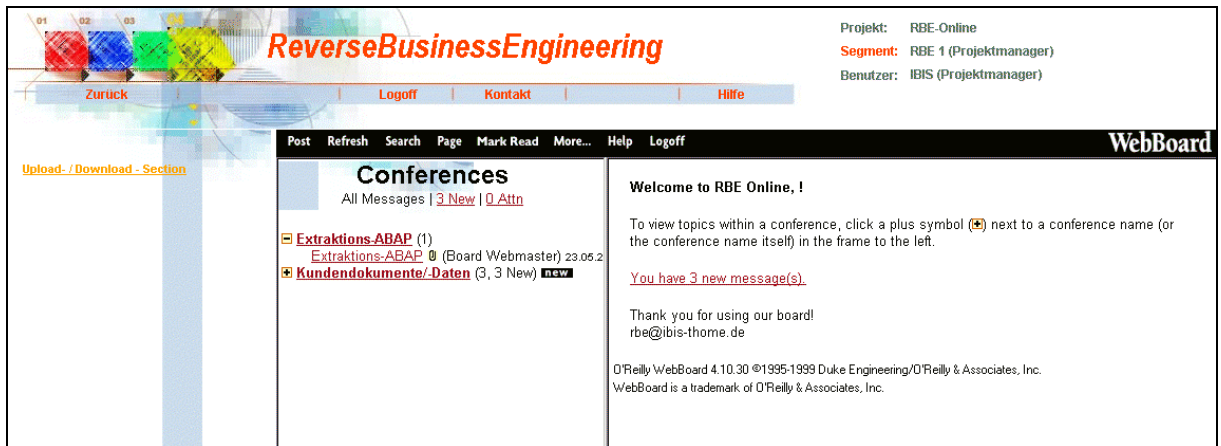 01 02 03 04
ReverseBusinessEngineering
Projekt: RBE-Online
Segment: RBE 1 (Projektmanager)
Benutzer: IBIS (Projektmanager)
Zurück | | Logoff | Kontakt | | Hilfe
Upload- / Download - Section
Post Refresh Search Page Mark Read More... Help Logoff WebBoard
Conferences
All Messages | 3 New | 0 Attn
Extraktions-ABAP (1)
Extraktions-ABAP (Board Webmaster) 23.05.2
Kundendokumente/-Daten (3, 3 New) new
Welcome to RBE Online, !
To view topics within a conference, click a plus symbol (+) next to a conference name (or
the conference name itself) in the frame to the left.
You have 3 new message(s).
Thank you for using our board!
rbe@ibis-thome.de
O'Reilly WebBoard 4.10.30 ©1995-1999 Duke Engineering/O'Reilly & Associates, Inc.
WebBoard is a trademark of O'Reilly & Associates, Inc.